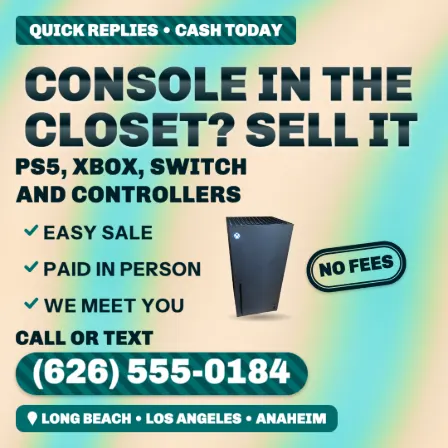 QUICK REPLIES • CASH TODAY
CONSOLE IN THE
CLOSET? SELL IT
PS5, XBOX, SWITCH
AND CONTROLLERS
EASY SALE
PAID IN PERSON
WE MEET YOU
NO FEES
CALL OR TEXT
(626) 555-0184
LONG BEACH • LOS ANGELES • ANAHEIM